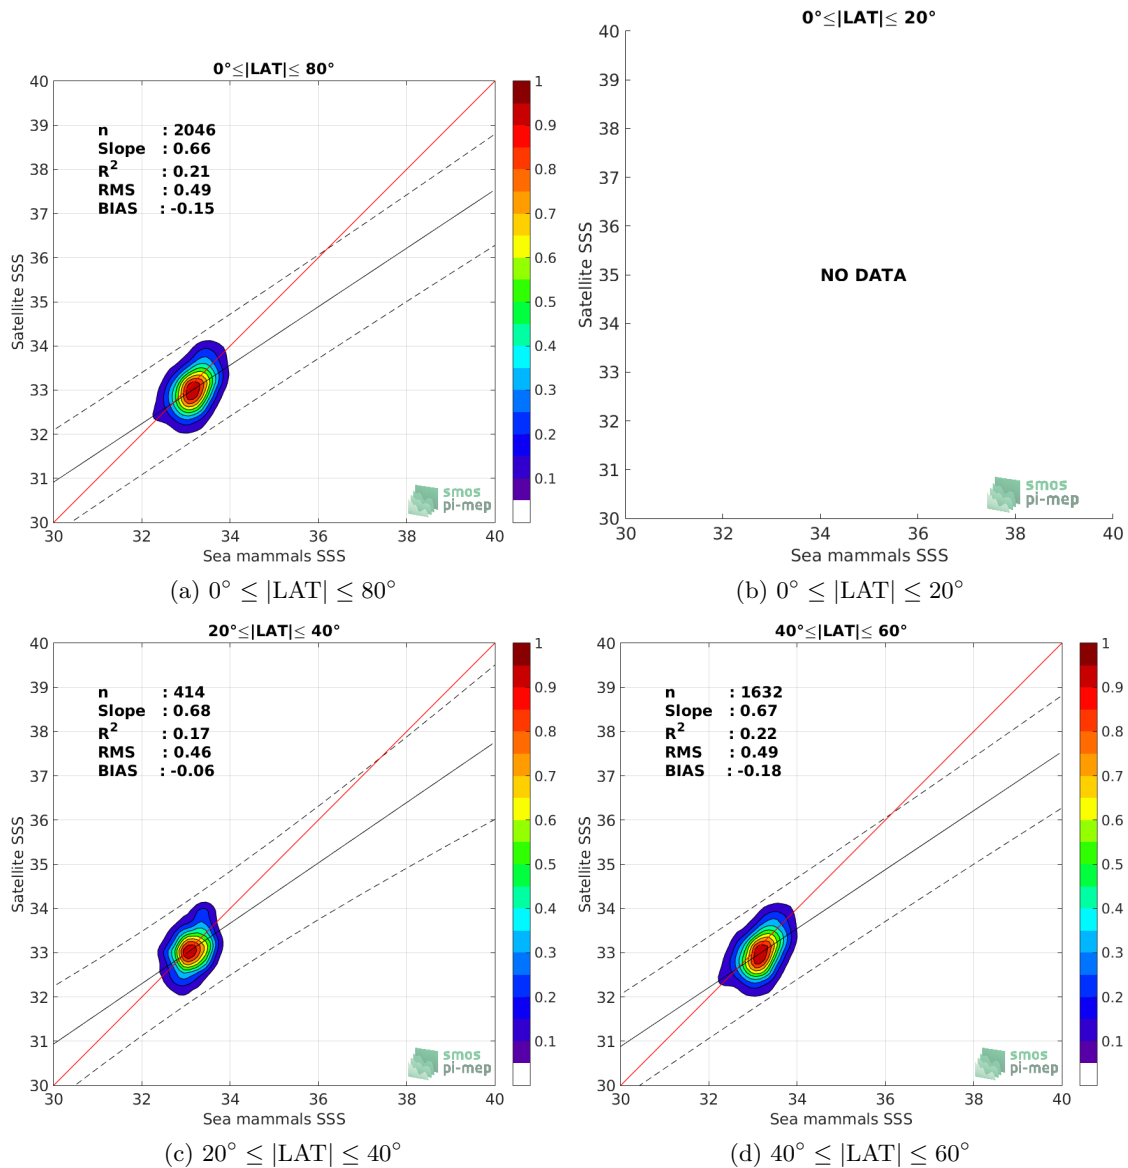 0°≤|LAT|≤ 80°
40
39
38
37
36
35
34
33
32
31
30
Satellite SSS
n : 2046
Slope : 0.66
R² : 0.21
RMS : 0.49
BIAS : -0.15
smos
pi-mep
30 32 34 36 38 40
Sea mammals SSS
1
0.9
0.8
0.7
0.6
0.5
0.4
0.3
0.2
0.1
(a) 0° ≤ |LAT| ≤ 80°
0°≤|LAT|≤ 20°
40
39
38
37
36
35
34
33
32
31
30
Satellite SSS
NO DATA
smos
pi-mep
30 32 34 36 38 40
Sea mammals SSS
(b) 0° ≤ |LAT| ≤ 20°
20°≤|LAT|≤ 40°
40
39
38
37
36
35
34
33
32
31
30
Satellite SSS
n : 414
Slope : 0.68
R² : 0.17
RMS : 0.46
BIAS : -0.06
smos
pi-mep
30 32 34 36 38 40
Sea mammals SSS
1
0.9
0.8
0.7
0.6
0.5
0.4
0.3
0.2
0.1
(c) 20° ≤ |LAT| ≤ 40°
40°≤|LAT|≤ 60°
40
39
38
37
36
35
34
33
32
31
30
Satellite SSS
n : 1632
Slope : 0.67
R² : 0.22
RMS : 0.49
BIAS : -0.18
smos
pi-mep
30 32 34 36 38 40
Sea mammals SSS
1
0.9
0.8
0.7
0.6
0.5
0.4
0.3
0.2
0.1
(d) 40° ≤ |LAT| ≤ 60°